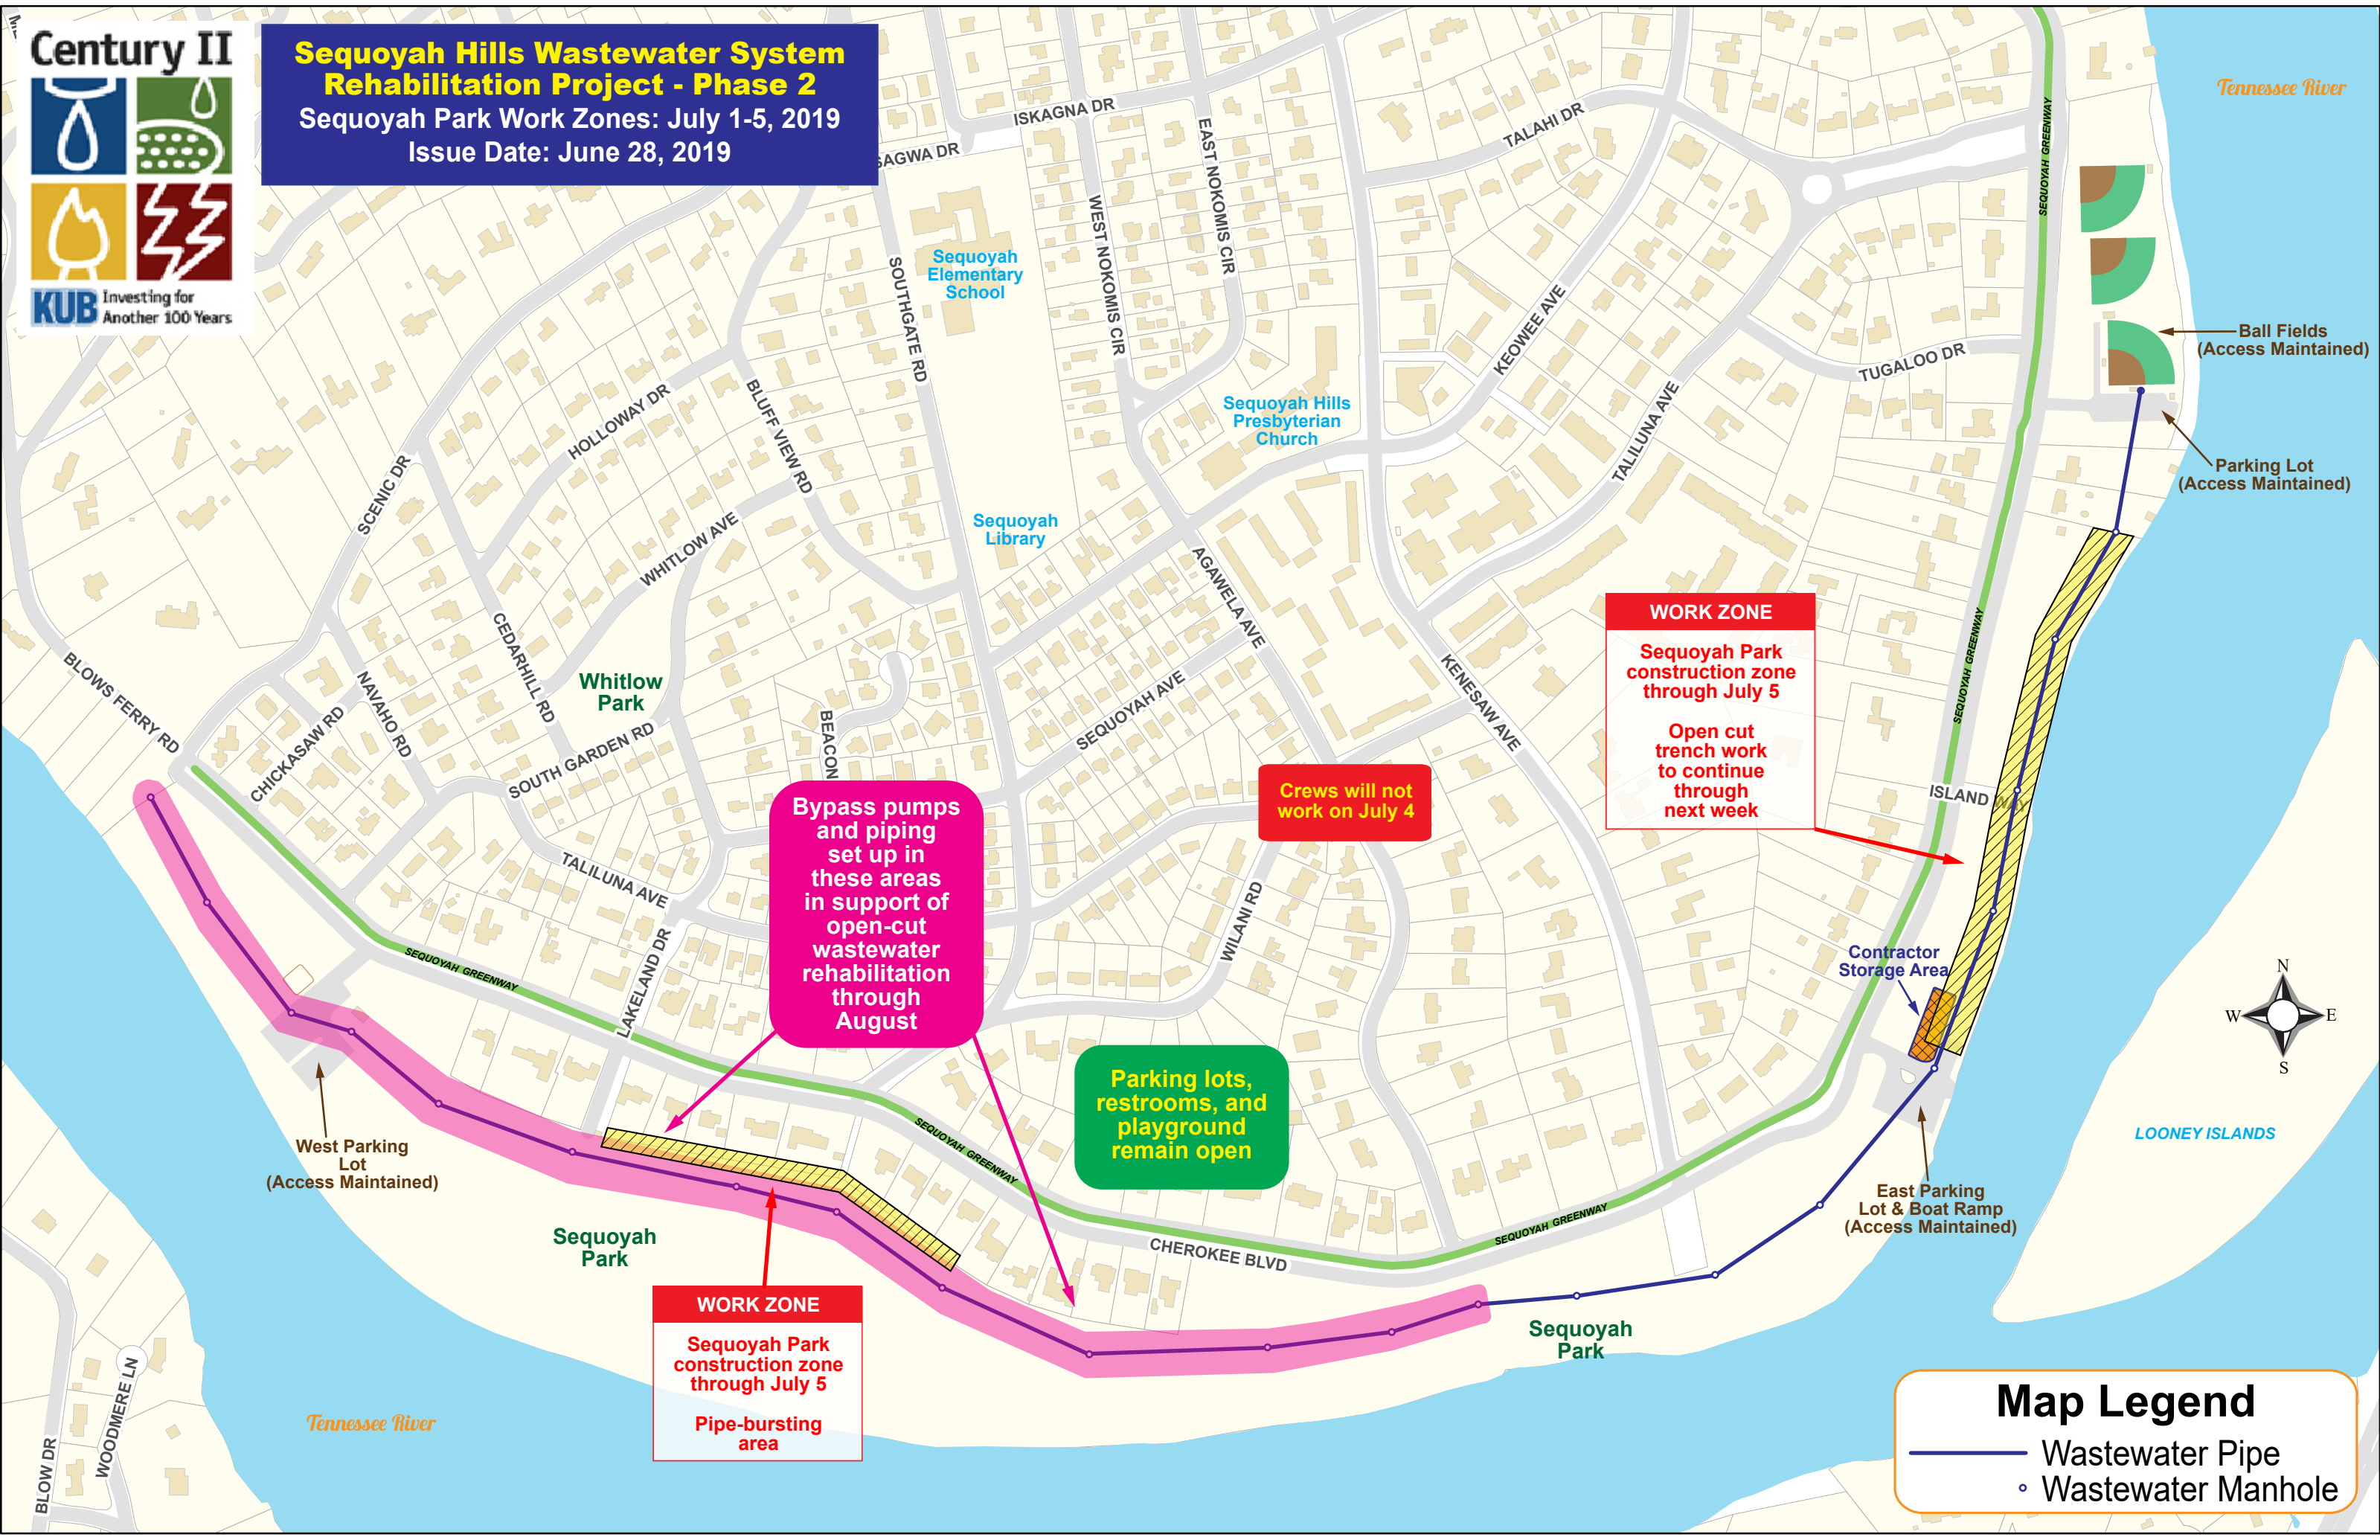 Century II
KUB Investing for
Another 100 Years
Sequoyah Hills Wastewater System
Rehabilitation Project - Phase 2
Sequoyah Park Work Zones: July 1-5, 2019
Issue Date: June 28, 2019
Tennessee River
ISKAGNA DR
SAGWA DR
EAST NOKOMIS CIR
WEST NOKOMIS CIR
TALAHI DR
SEQUOYAH GREENWAY
Sequoyah
Elementary
School
SOUTHGATE RD
KEOWEE AVE
Ball Fields
(Access Maintained)
TUGALOO DR
HOLLOWAY DR
BLUFF VIEW RD
Sequoyah Hills
Presbyterian
Church
TALILUNA AVE
Parking Lot
(Access Maintained)
SCENIC DR
WHITLOW AVE
Sequoyah
Library
AGAWELA AVE
WORK ZONE
Sequoyah Park
construction zone
through July 5
Open cut
trench work
to continue
through
next week
SEQUOYAH GREENWAY
BLOWS FERRY RD
CEDARHILL RD
Whitlow
Park
NAVAHO RD
CHICKASAW RD
SOUTH GARDEN RD
BEACON
SEQUOYAH AVE
KENESAW AVE
ISLAND WAY
Crews will not
work on July 4
Bypass pumps
and piping
set up in
these areas
in support of
open-cut
wastewater
rehabilitation
through
August
TALILUNA AVE
WILANI RD
LAKELAND DR
SEQUOYAH GREENWAY
Contractor
Storage Area
N
W
E
S
Parking lots,
restrooms, and
playground
remain open
LOONEY ISLANDS
West Parking
Lot
(Access Maintained)
SEQUOYAH GREENWAY
East Parking
Lot & Boat Ramp
(Access Maintained)
Sequoyah
Park
CHEROKEE BLVD
SEQUOYAH GREENWAY
WORK ZONE
Sequoyah Park
construction zone
through July 5
Pipe-bursting
area
Sequoyah
Park
Tennessee River
WOODMERE LN
BLOW DR
Map Legend
Wastewater Pipe
Wastewater Manhole